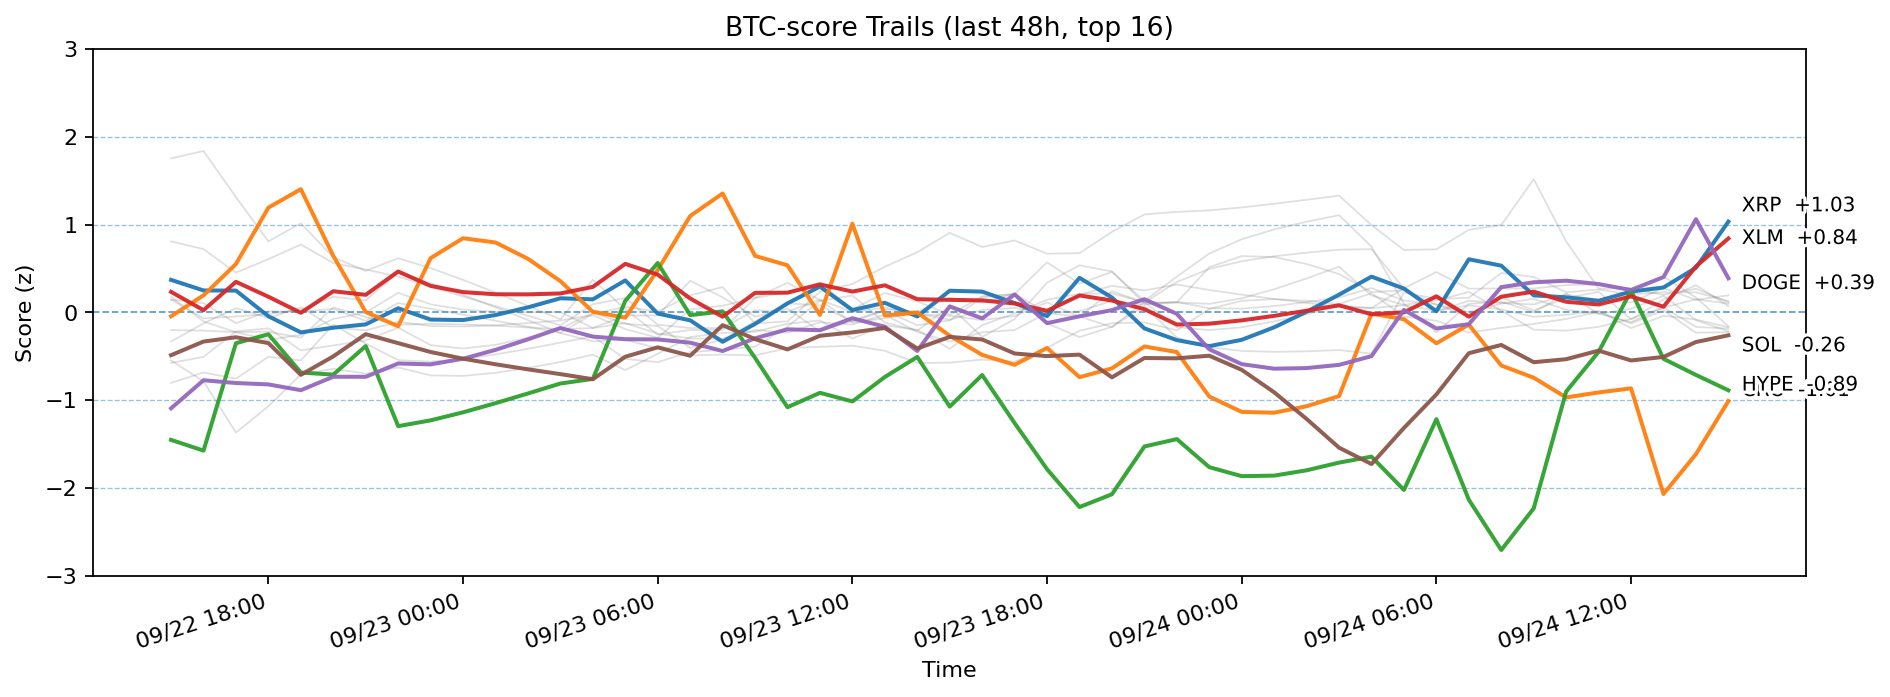 BTC-score Trails (last 48h, top 16)
Score (z)
3
2
1
0
−1
−2
−3
XRP +1.03
XLM +0.84
DOGE +0.39
SOL -0.26
HYPE -0.89
-1.01
09/22 18:00
09/23 00:00
09/23 06:00
09/23 12:00
09/23 18:00
09/24 00:00
09/24 06:00
09/24 12:00
Time